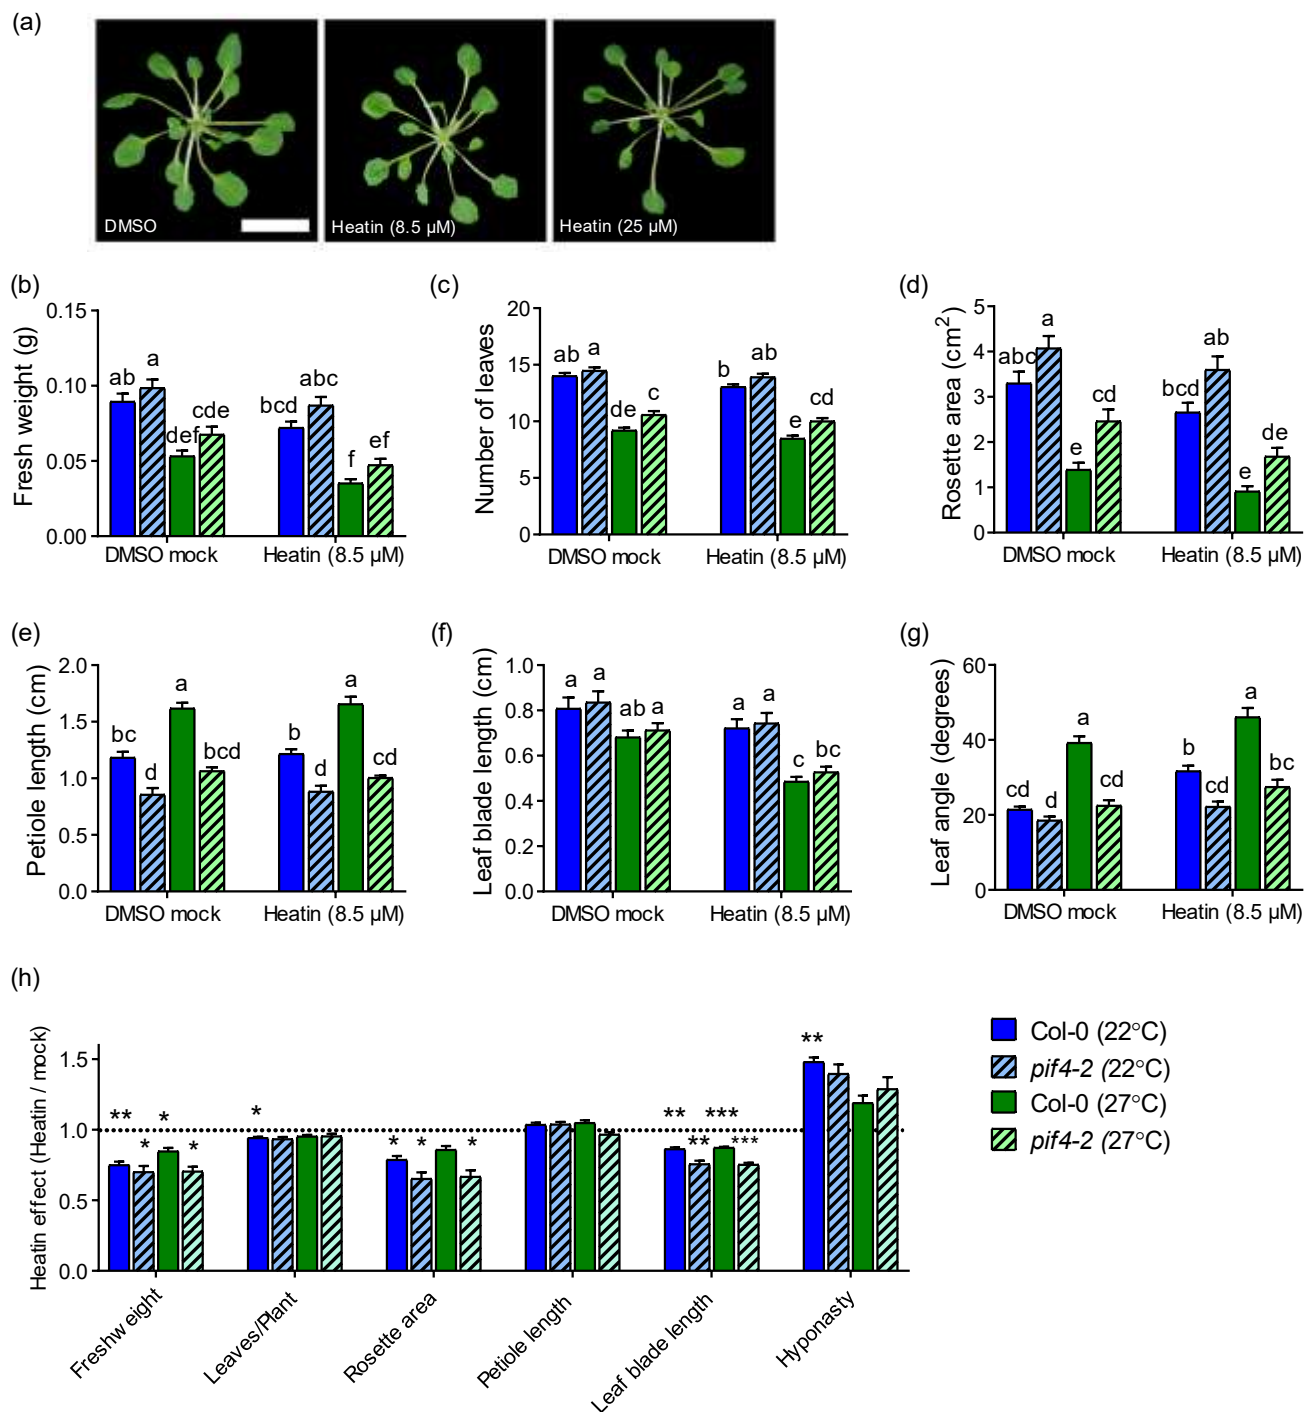 (a)
DMSO
Heatin (8.5 µM)
Heatin (25 µM)
(b)
Fresh weight (g)
0.15
0.10
0.05
0.00
ab
a
def
cde
bcd
abc
f
ef
DMSO mock
Heatin (8.5 µM)
(c)
Number of leaves
20
15
10
5
0
ab
a
de
c
b
ab
e
cd
DMSO mock
Heatin (8.5 µM)
(d)
Rosette area (cm²)
5
4
3
2
1
0
abc
a
e
cd
bcd
ab
e
de
DMSO mock
Heatin (8.5 µM)
(e)
Petiole length (cm)
2.0
1.5
1.0
0.5
0.0
bc
d
a
bcd
b
d
a
cd
DMSO mock
Heatin (8.5 µM)
(f)
Leaf blade length (cm)
1.0
0.8
0.6
0.4
0.2
0.0
a
a
ab
a
a
a
c
bc
DMSO mock
Heatin (8.5 µM)
(g)
Leaf angle (degrees)
60
40
20
0
cd
d
a
cd
b
cd
a
bc
DMSO mock
Heatin (8.5 µM)
(h)
Heatin effect (Heatin / mock)
1.5
1.0
0.5
0.0
** * * *
*
* * *
** ** *** ***
**
Freshw eight
Leaves/Plant
Rosette area
Petiole length
Leaf blade length
Hyponasty
Col-0 (22°C)
pif4-2 (22°C)
Col-0 (27°C)
pif4-2 (27°C)